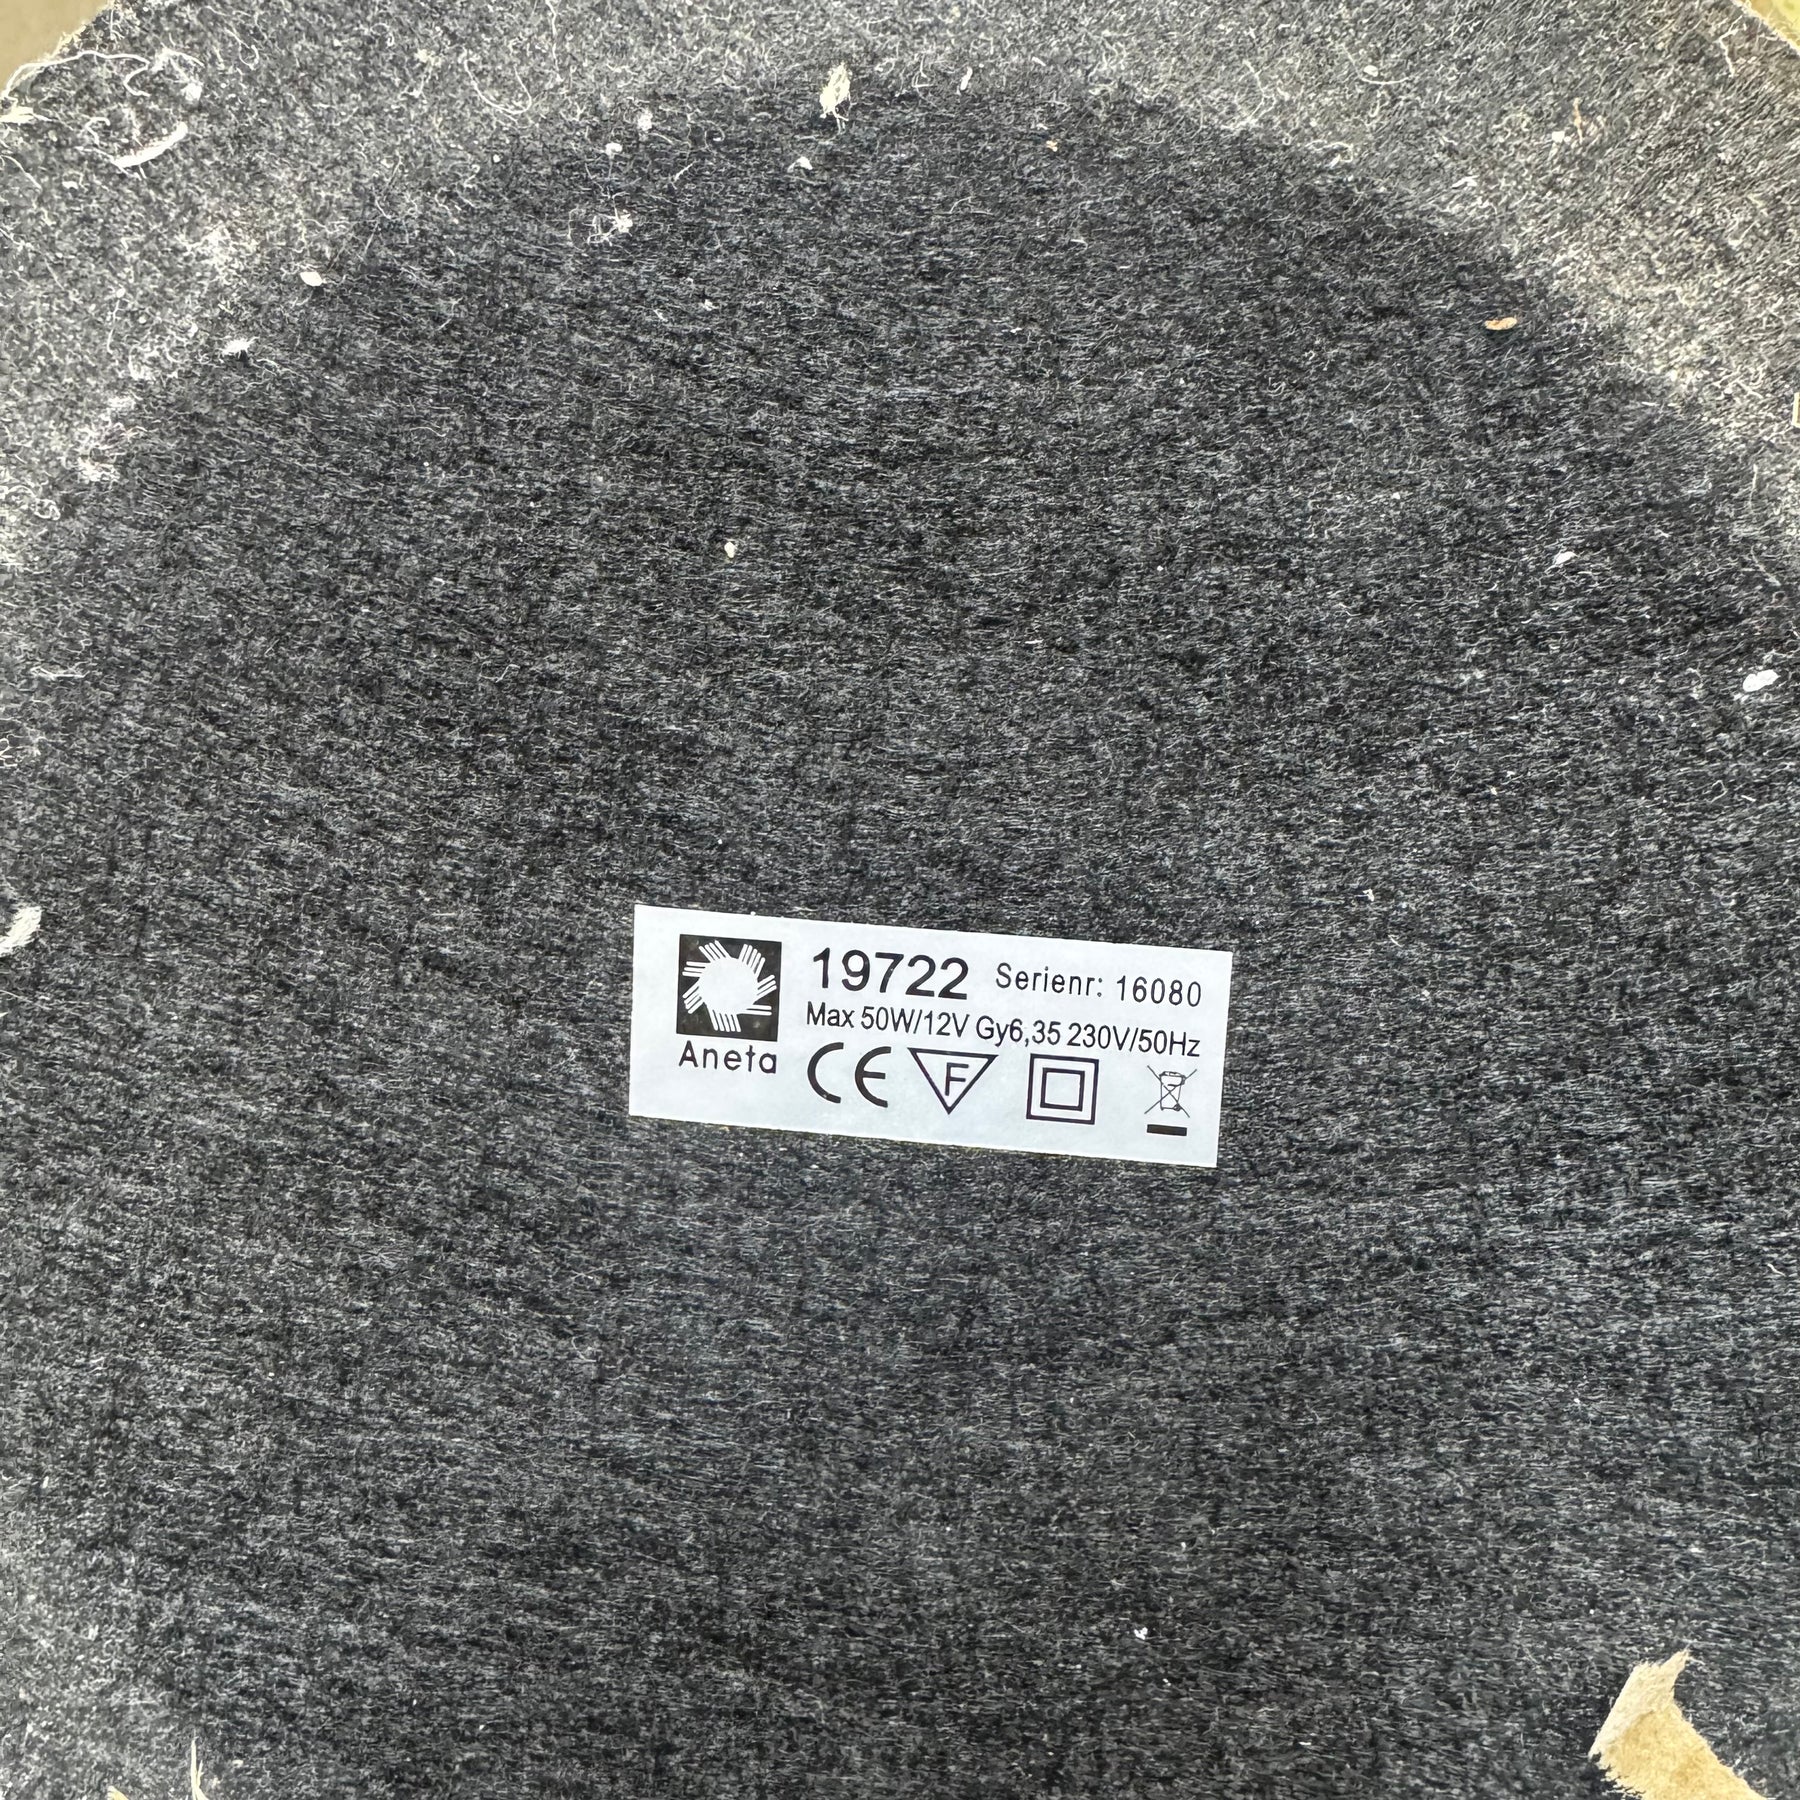 19722 Serienr: 16080
Max 50W/12V Gy6,35 230V/50Hz
Aneta CE F